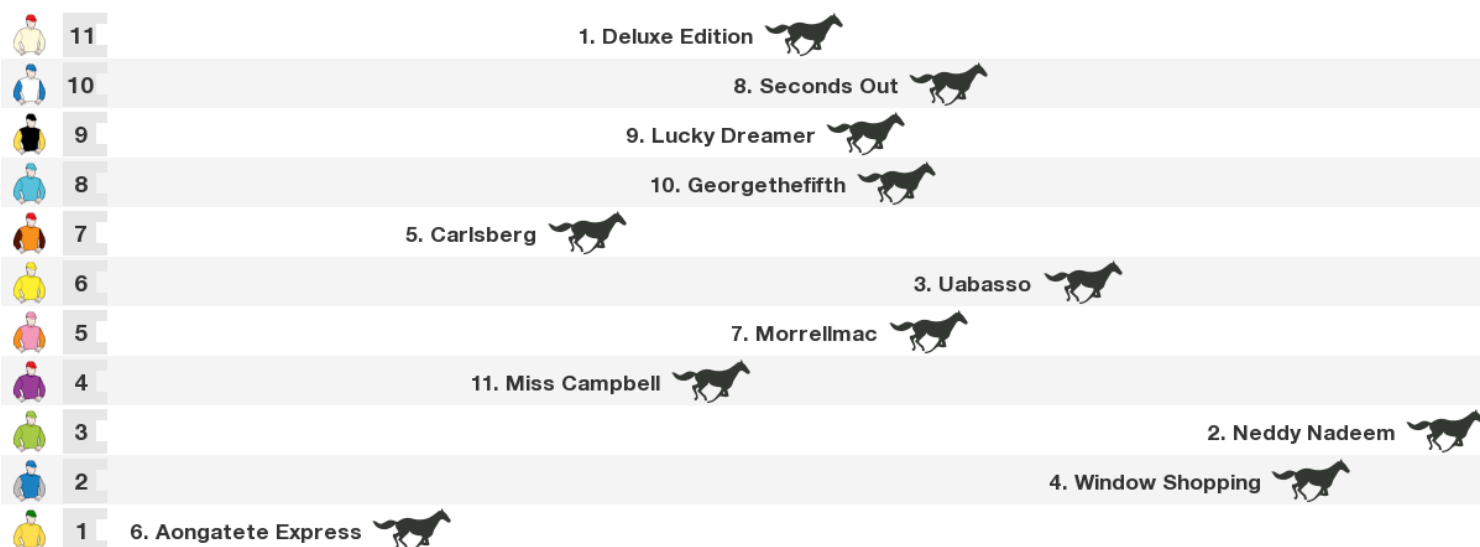 11 1. Deluxe Edition
10 8. Seconds Out
9 9. Lucky Dreamer
8 10. Georgethefifth
7 5. Carlsberg
6 3. Uabasso
5 7. Morrellmac
4 11. Miss Campbell
3 2. Neddy Nadeem
2 4. Window Shopping
1 6. Aongatete Express